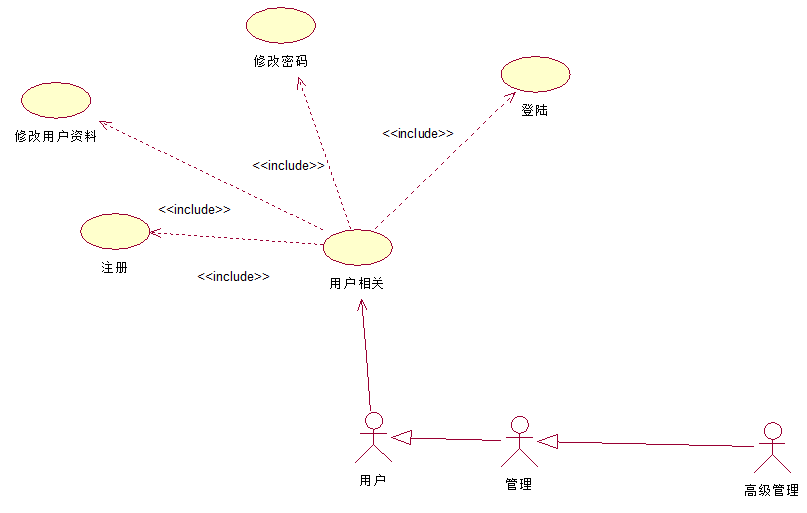 修改密码
登陆
<<include>>
修改用户资料
<<include>>
<<include>>
注册
<<include>>
用户相关
用户
管理
高级管理